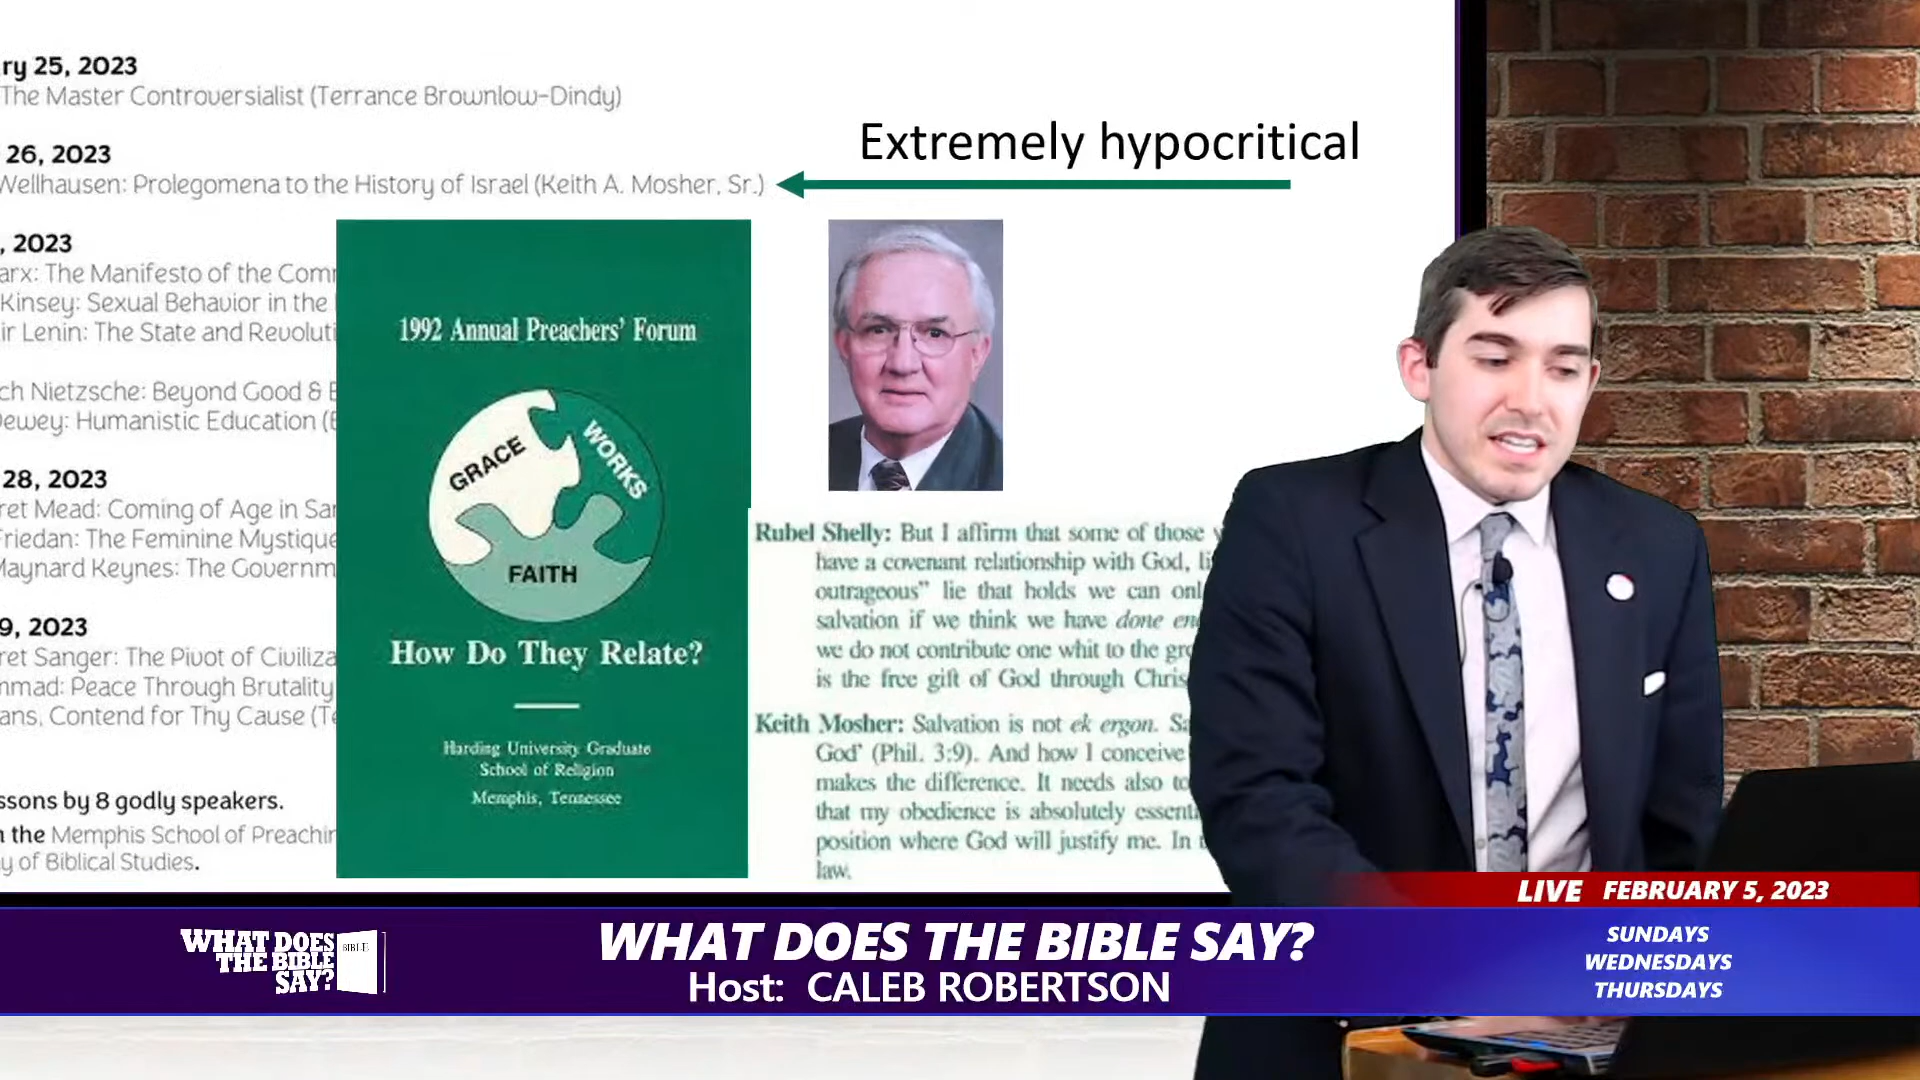 ry 25, 2023
The Master Controversialist (Terrance Brownlow-Dindy)
26, 2023
Wellhausen: Prolegomena to the History of Israel (Keith A. Mosher, Sr.)
Extremely hypocritical
, 2023
arx: The Manifesto of the Comm
Kinsey: Sexual Behavior in the
ir Lenin: The State and Revoluti
ch Nietzsche: Beyond Good & E
ewey: Humanistic Education (E
28, 2023
ret Mead: Coming of Age in Sa
Friedan: The Feminine Mystique
Maynard Keynes: The Governm
9, 2023
ret Sanger: The Pivot of Civiliza
mmad: Peace Through Brutality
ans, Contend for Thy Cause (Te
ssons by 8 godly speakers.
n the Memphis School of Preachin
y of Biblical Studies.
1992 Annual Preachers' Forum
GRACE
WORKS
FAITH
How Do They Relate?
Harding University Graduate
School of Religion
Memphis, Tennessee
Rubel Shelly: But I affirm that some of those
have a covenant relationship with God, li
outrageous" lie that holds we can onl
salvation if we think we have done en
we do not contribute one whit to the gr
is the free gift of God through Chris
Keith Mosher: Salvation is not ek ergon. Sa
God' (Phil. 3:9). And how I conceive
makes the difference. It needs also to
that my obedience is absolutely essenti
position where God will justify me. In
law.
LIVE FEBRUARY 5, 2023
WHAT DOES
THE BIBLE
SAY?
BIBLE
WHAT DOES THE BIBLE SAY?
Host: CALEB ROBERTSON
SUNDAYS
WEDNESDAYS
THURSDAYS